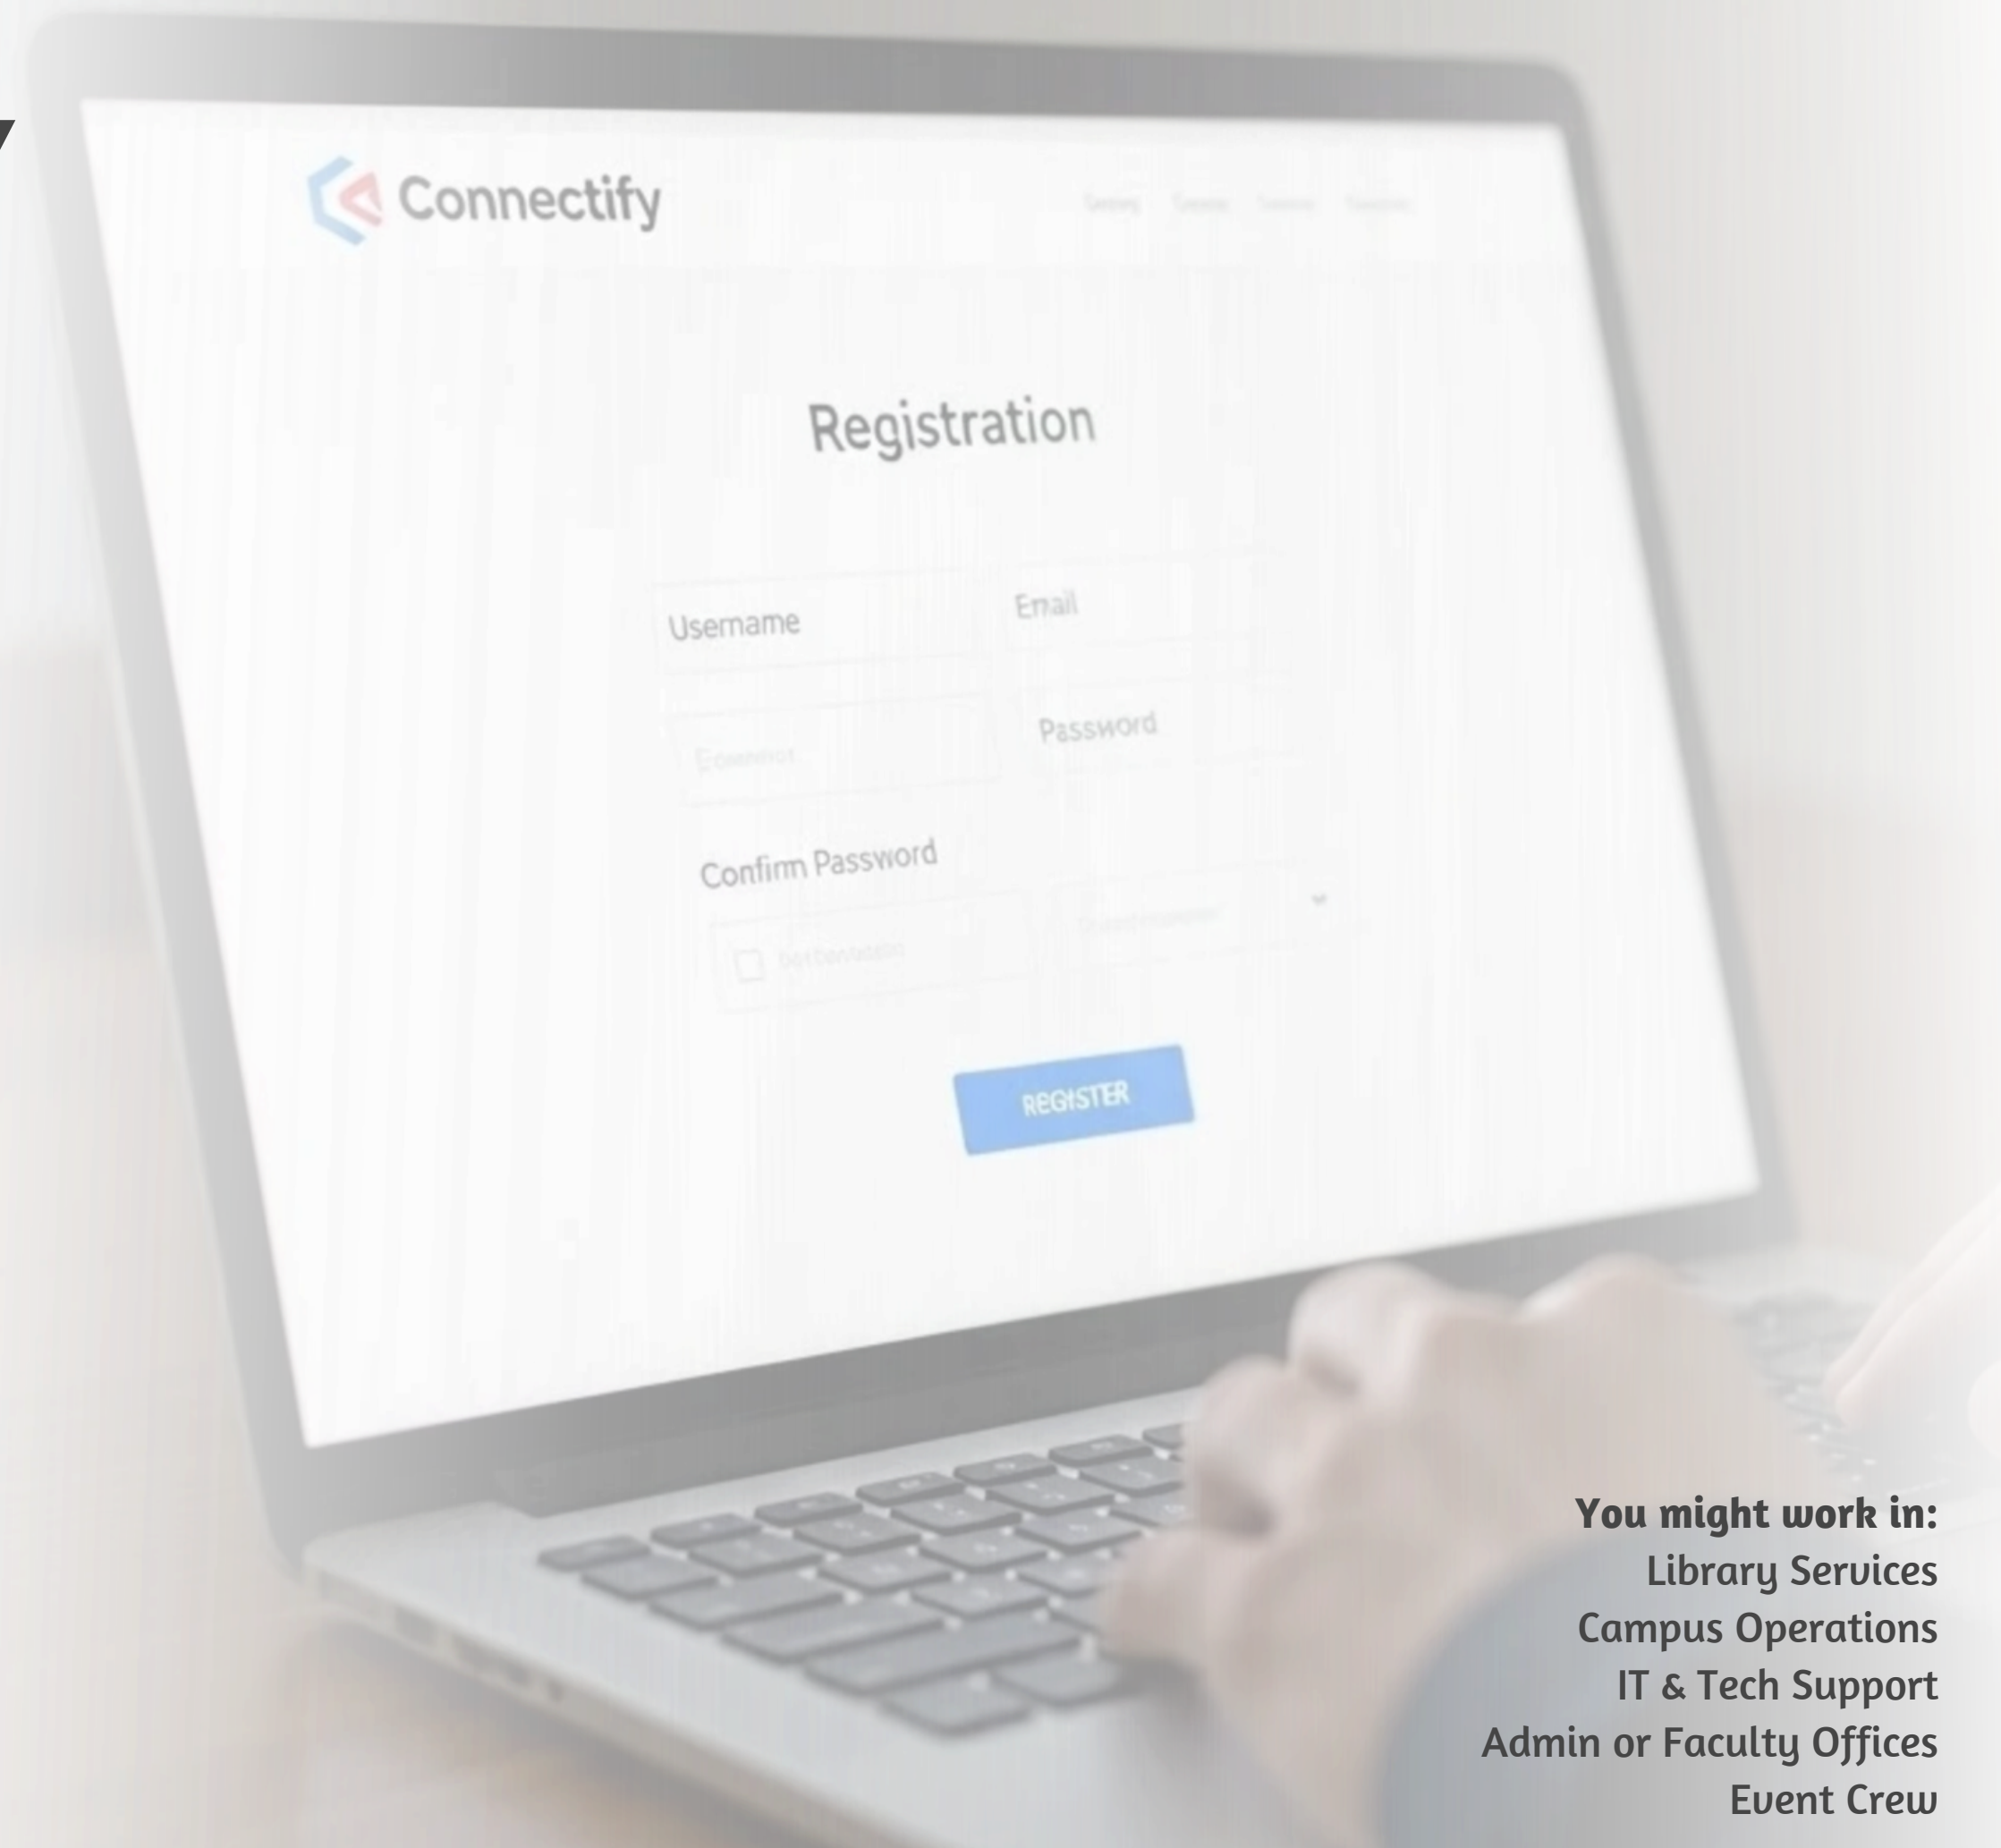 Connectify
Registration
Username
Email
Password
Confirm Password
REGISTER
You might work in:
Library Services
Campus Operations
IT & Tech Support
Admin or Faculty Offices
Event Crew